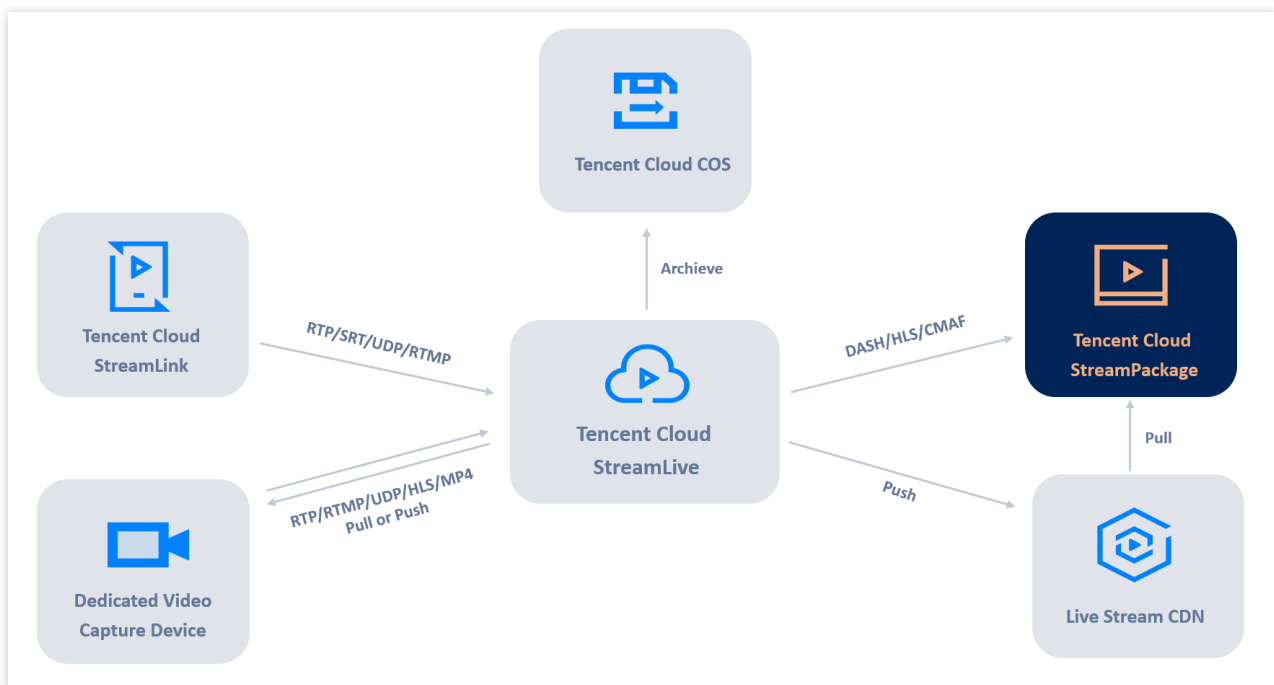 Tencent Cloud COS
Archieve
Tencent Cloud
StreamLink
RTP/SRT/UDP/RTMP
Tencent Cloud
StreamLive
DASH/HLS/CMAF
Tencent Cloud
StreamPackage
Pull
Push
RTP/RTMP/UDP/HLS/MP4
Pull or Push
Dedicated Video
Capture Device
Live Stream CDN